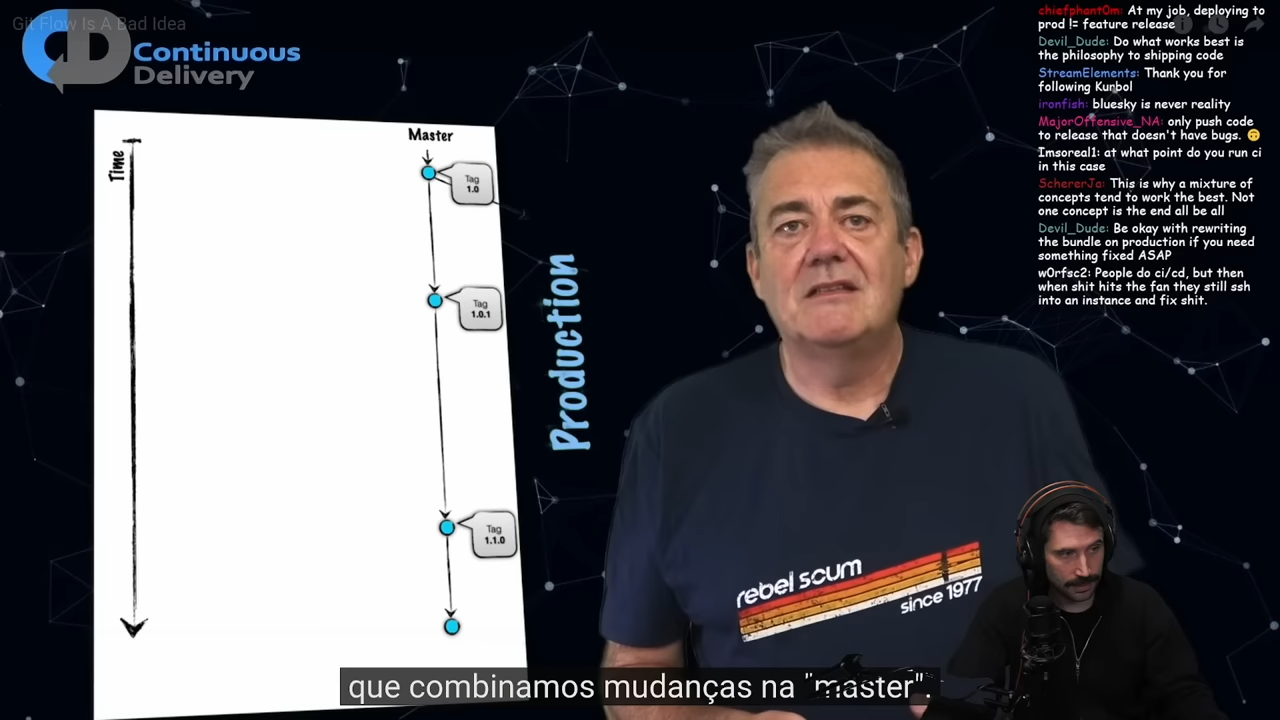 Git Flow Is A Bad Idea
CD
Continuous
Delivery
Master
Time
Tag
1.0
Tag
1.0.1
Tag
1.1.0
Production
rebel scum
since 1977
chiefphant0m: At my job, deploying to
prod != feature release
Devil_Dude: Do what works best is
the philosophy to shipping code
StreamElements: Thank you for
following Kunbol
ironfish: bluesky is never reality
MajorOffensive_NA: only push code
to release that doesn't have bugs. 🙃
Imsoreal1: at what point do you run ci
in this case
SchererJa: This is why a mixture of
concepts tend to work the best. Not
one concept is the end all be all
Devil_Dude: Be okay with rewriting
the bundle on production if you need
something fixed ASAP
w0rfsc2: People do ci/cd, but then
when shit hits the fan they still ssh
into an instance and fix shit.
que combinamos mudanças na "master".